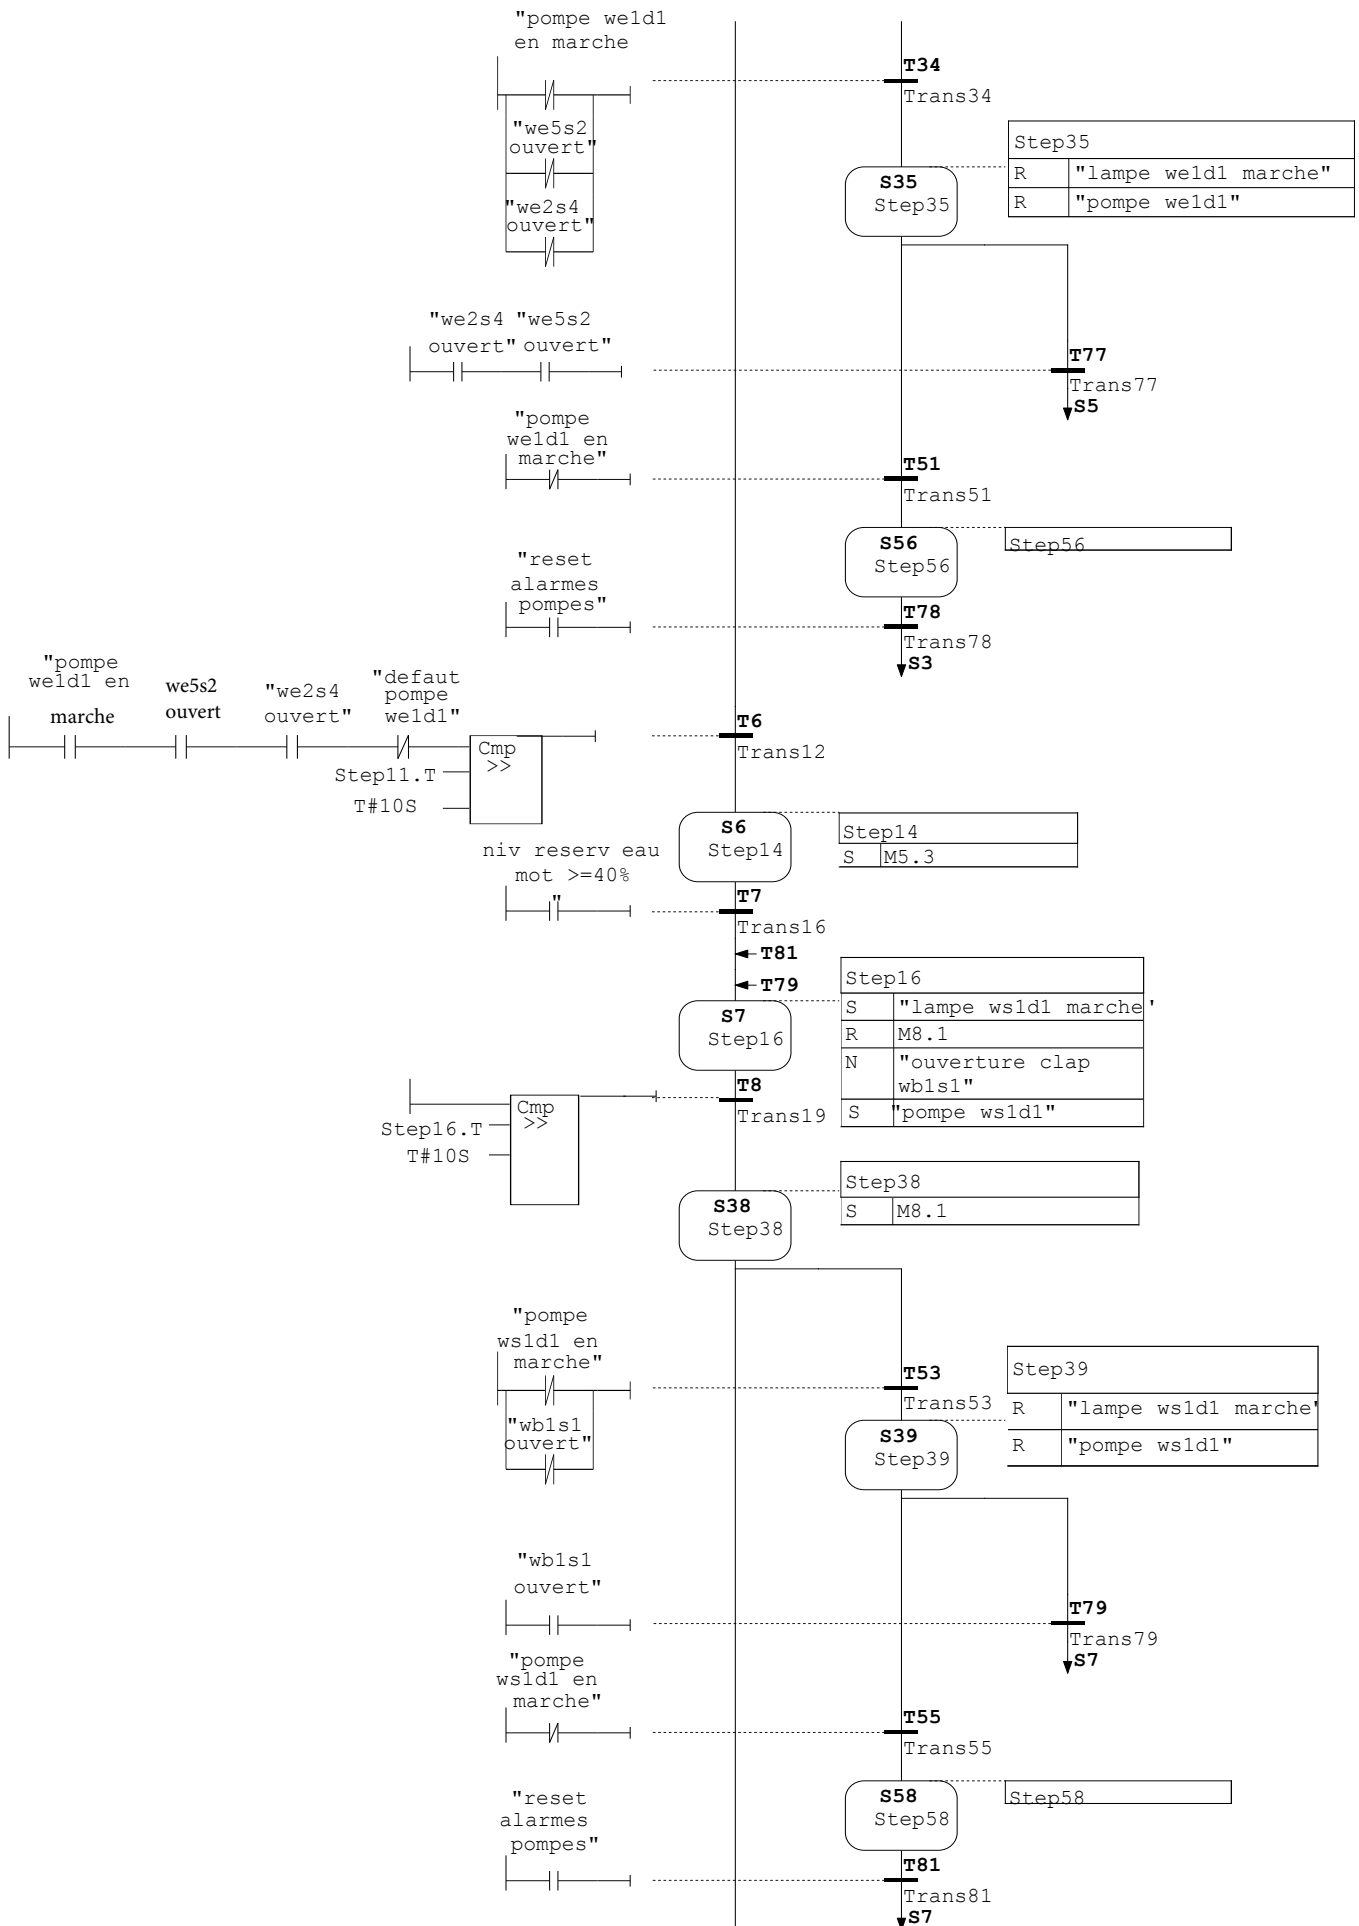 "pompe we1d1
en marche
T34
Trans34
"we5s2
ouvert"
Step35
R "lampe we1d1 marche"
R "pompe we1d1"
S35
Step35
"we2s4
ouvert"
"we2s4 "we5s2
ouvert" ouvert"
T77
Trans77
S5
"pompe
we1d1 en
marche"
T51
Trans51
S56
Step56
Step56
"reset
alarmes
pompes"
T78
Trans78
S3
"pompe
we1d1 en
marche
we5s2
ouvert
"we2s4
ouvert"
"defaut
pompe
we1d1"
T6
Trans12
Cmp
>>
Step11.T
T#10S
S6
Step14
Step14
S M5.3
niv reserv eau
mot >=40%
"
T7
Trans16
T81
T79
Step16
S "lampe ws1d1 marche'
R M8.1
N "ouverture clap
wb1s1"
S "pompe ws1d1"
S7
Step16
T8
Trans19
Cmp
>>
Step16.T
T#10S
Step38
S M8.1
S38
Step38
"pompe
ws1d1 en
marche"
T53
Trans53
Step39
R "lampe ws1d1 marche'
R "pompe ws1d1"
"wb1s1
ouvert"
S39
Step39
"wb1s1
ouvert"
T79
Trans79
S7
"pompe
ws1d1 en
marche"
T55
Trans55
S58
Step58
Step58
"reset
alarmes
pompes"
T81
Trans81
S7